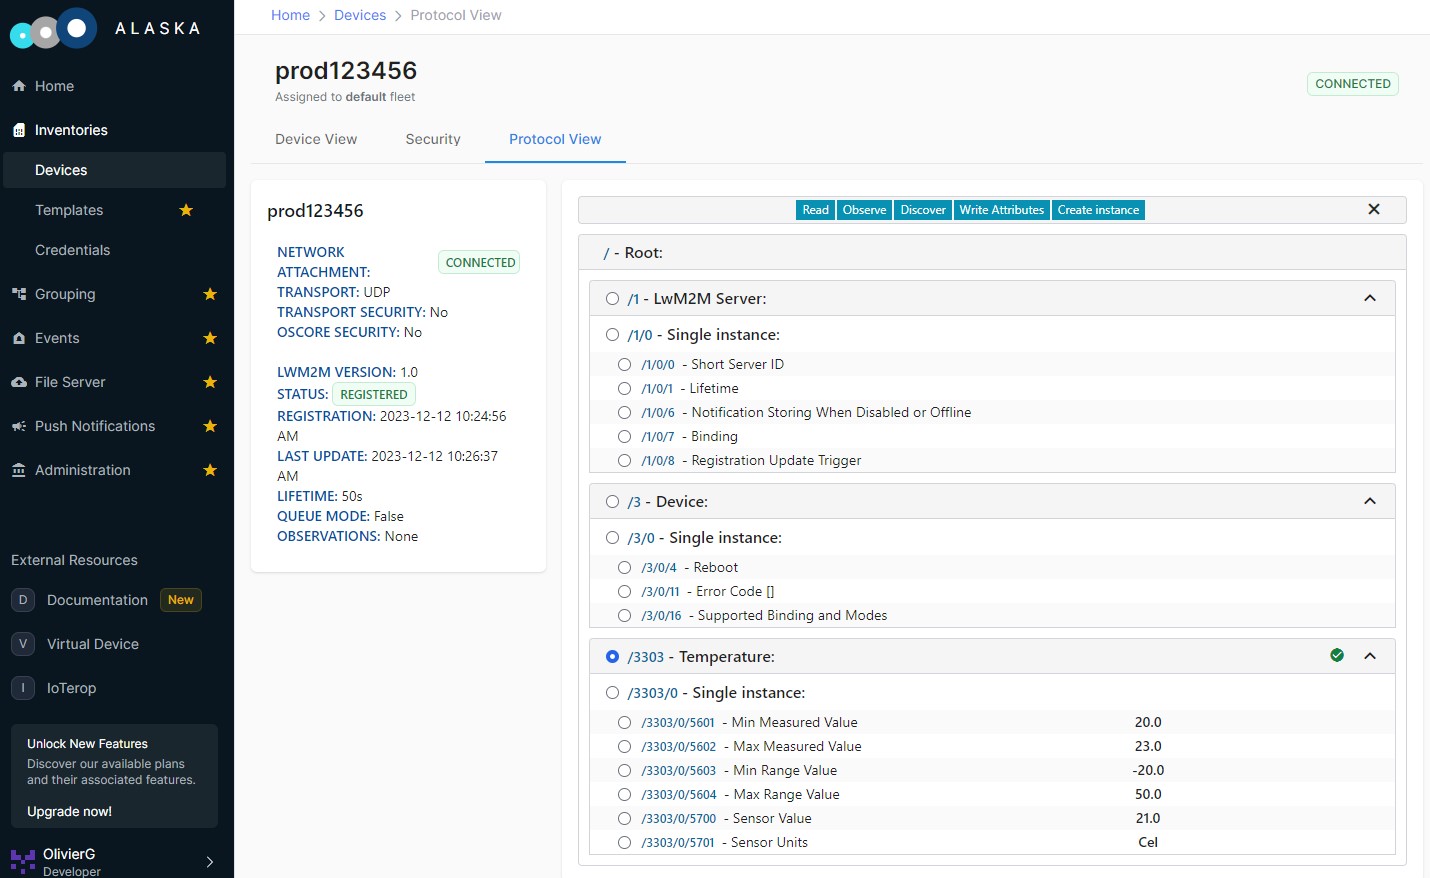 ALASKA
Home
Inventories
Devices
Templates
Credentials
Grouping
Events
File Server
Push Notifications
Administration
External Resources
D Documentation New
V Virtual Device
I IoTerop
Unlock New Features
Discover our available plans
and their associated features.
Upgrade now!
OlivierG
Developer
Home > Devices > Protocol View
prod123456
Assigned to default fleet
CONNECTED
Device View Security Protocol View
prod123456
NETWORK
ATTACHMENT: CONNECTED
TRANSPORT: UDP
TRANSPORT SECURITY: No
OSCORE SECURITY: No
LWM2M VERSION: 1.0
STATUS: REGISTERED
REGISTRATION: 2023-12-12 10:24:56
AM
LAST UPDATE: 2023-12-12 10:26:37
AM
LIFETIME: 50s
QUEUE MODE: False
OBSERVATIONS: None
Read Observe Discover Write Attributes Create instance
/ - Root:
/1 - LwM2M Server:
/1/0 - Single instance:
/1/0/0 - Short Server ID
/1/0/1 - Lifetime
/1/0/6 - Notification Storing When Disabled or Offline
/1/0/7 - Binding
/1/0/8 - Registration Update Trigger
/3 - Device:
/3/0 - Single instance:
/3/0/4 - Reboot
/3/0/11 - Error Code []
/3/0/16 - Supported Binding and Modes
/3303 - Temperature:
/3303/0 - Single instance:
/3303/0/5601 - Min Measured Value 20.0
/3303/0/5602 - Max Measured Value 23.0
/3303/0/5603 - Min Range Value -20.0
/3303/0/5604 - Max Range Value 50.0
/3303/0/5700 - Sensor Value 21.0
/3303/0/5701 - Sensor Units Cel